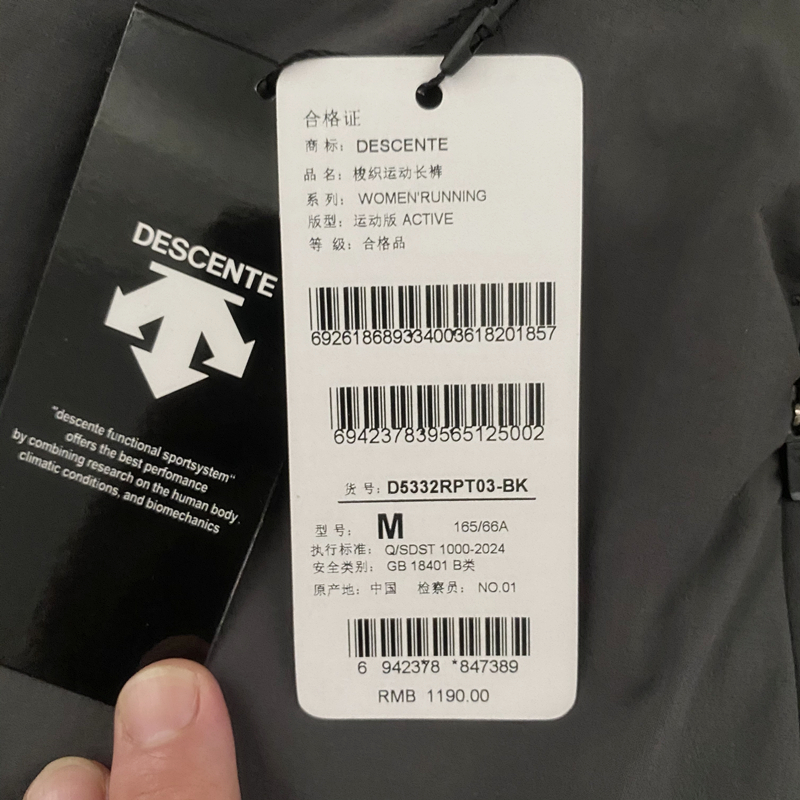 DESCENTE
"descente functional sportsystem"
offers the best perfomance
by combining research on the human body.
climatic conditions, and biomechanics
合格证
商 标： DESCENTE
品 名： 梭织运动长裤
系 列： WOMEN'RUNNING
版型： 运动版 ACTIVE
等 级： 合格品
692618689334003618201857
694237839565125002
货 号：D5332RPT03-BK
型 号： M 165/66A
执行标准： Q/SDST 1000-2024
安全类别： GB 18401 B类
原产地： 中国 检察员： NO.01
6 942378 *847389
RMB 1190.00